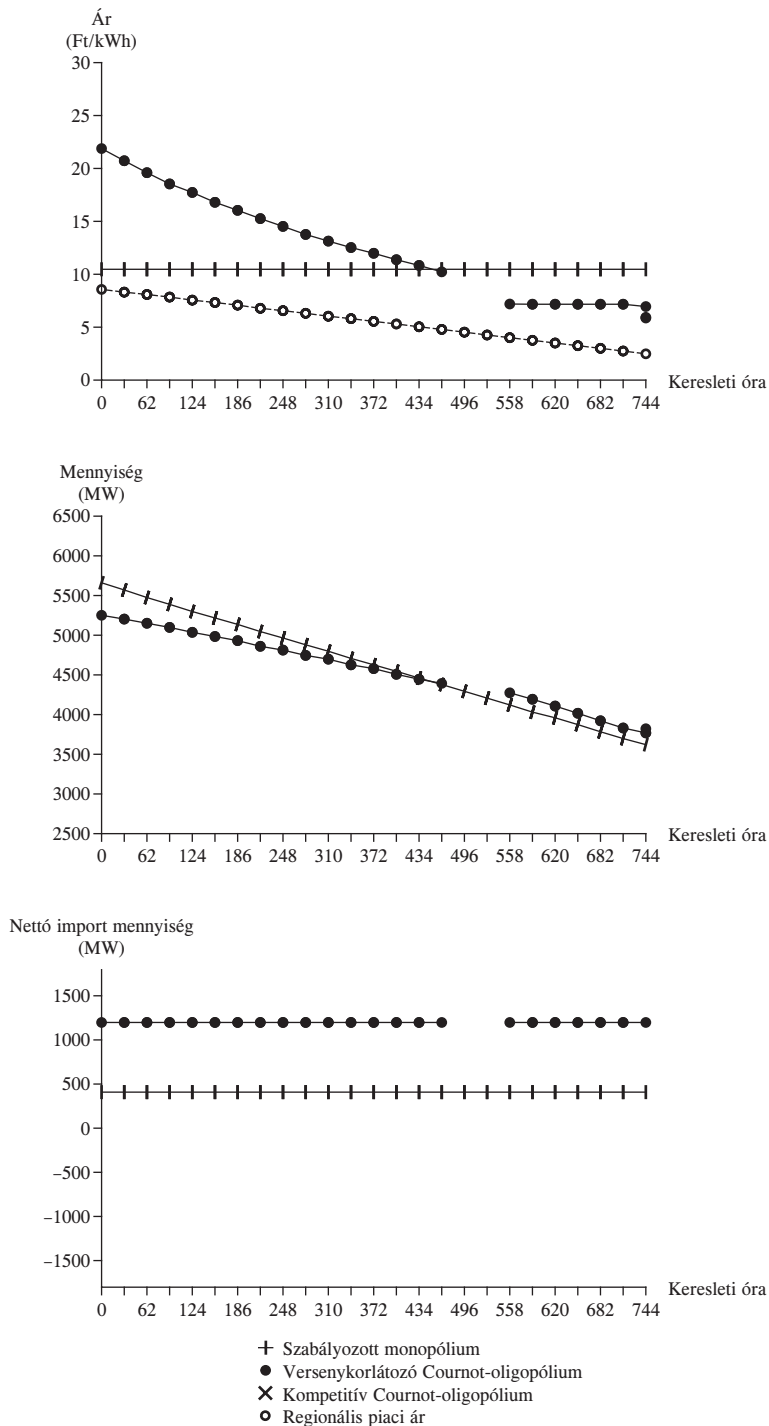 Ár
(Ft/kWh)
30
25
20
15
10
5
0
0 62 124 186 248 310 372 434 496 558 620 682 744
Keresleti óra
Mennyiség
(MW)
6500
6000
5500
5000
4500
4000
3500
3000
2500
0 62 124 186 248 310 372 434 496 558 620 682 744
Keresleti óra
Nettó import mennyiség
(MW)
1500
1000
500
0
–500
–1000
–1500
0 62 124 186 248 310 372 434 496 558 620 682 744
Keresleti óra
Szabályozott monopólium
Versenykorlátozó Cournot-oligopólium
Kompetitív Cournot-oligopólium
Regionális piaci ár